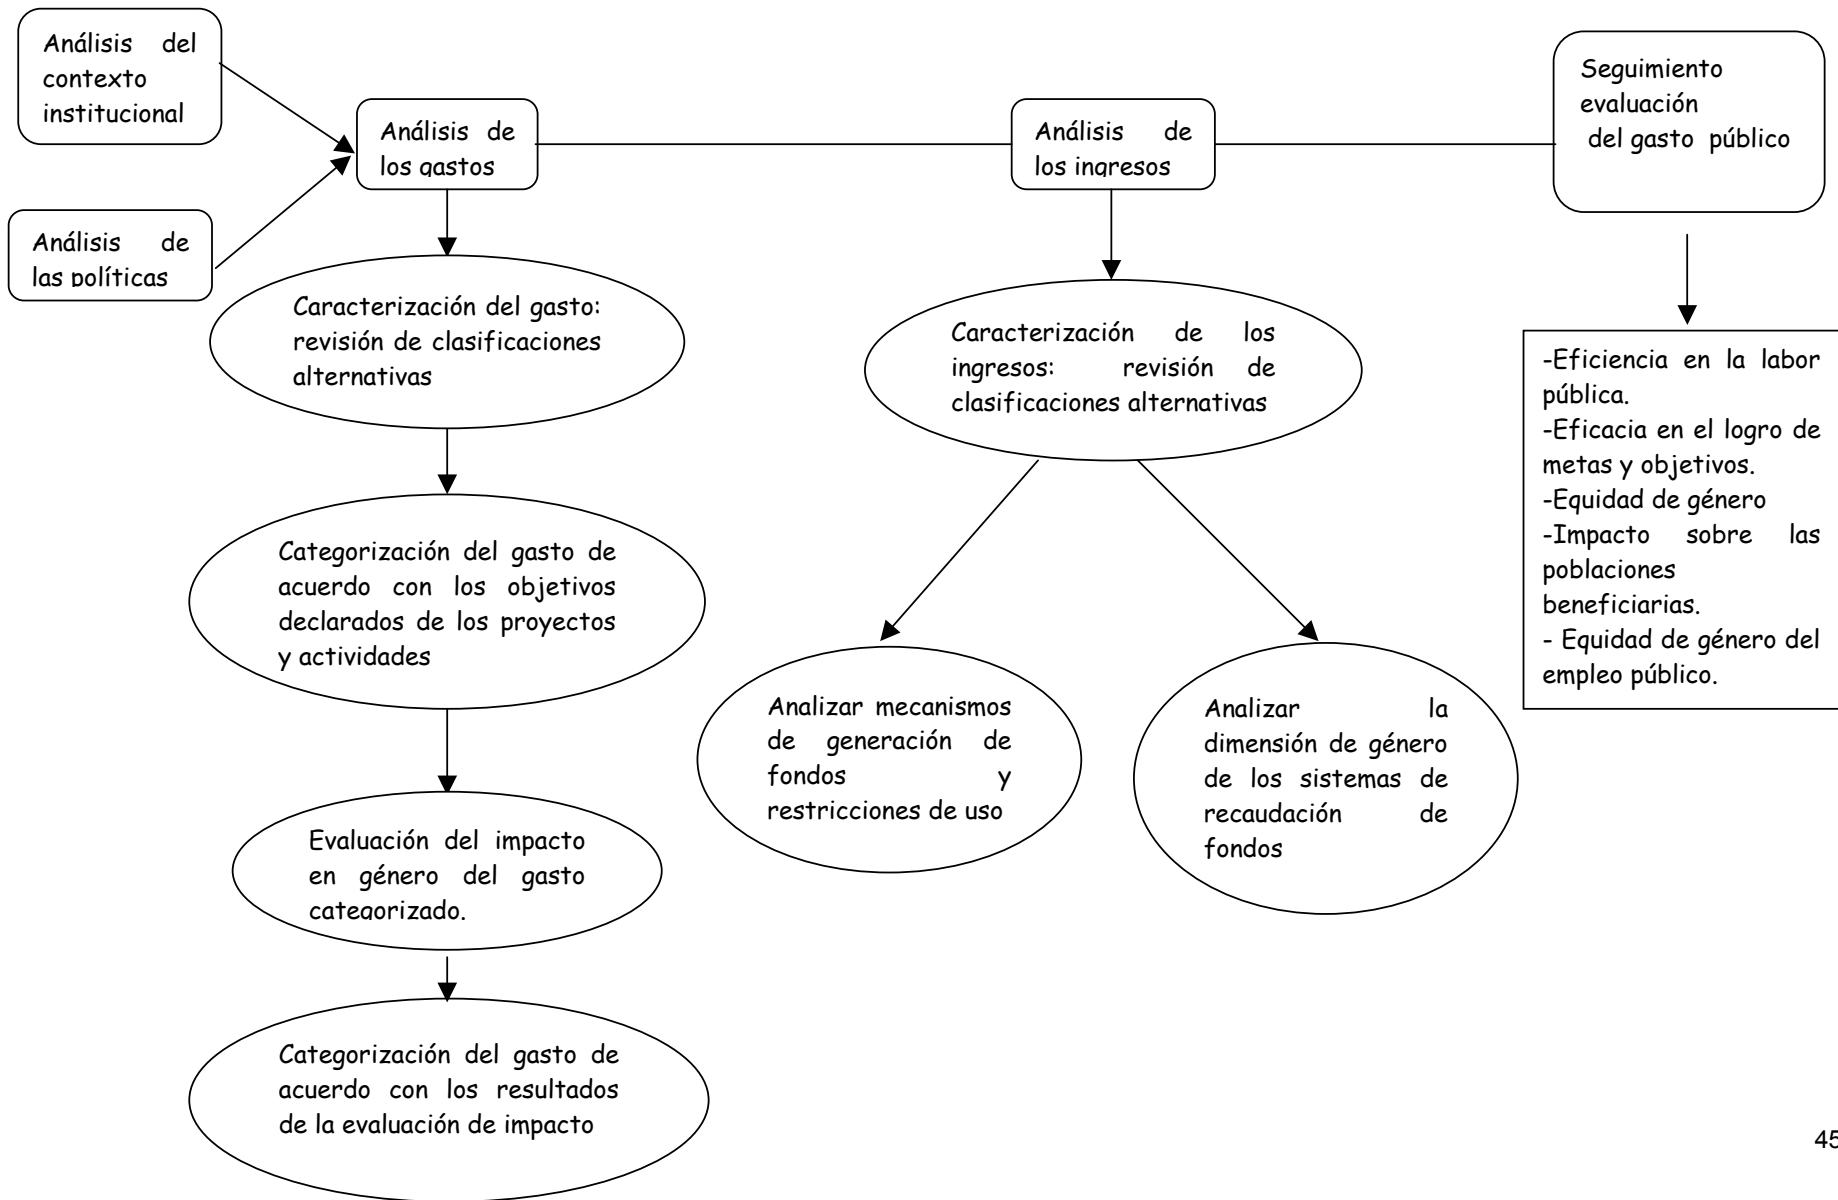 Análisis del
contexto
institucional
Análisis de
las políticas
Análisis de
los gastos
Análisis de
los ingresos
Seguimiento
evaluación
del gasto público
Caracterización del gasto:
revisión de clasificaciones
alternativas
Categorización del gasto de
acuerdo con los objetivos
declarados de los proyectos
y actividades
Evaluación del impacto
en género del gasto
categorizado.
Categorización del gasto de
acuerdo con los resultados
de la evaluación de impacto
Caracterización de los
ingresos: revisión de
clasificaciones alternativas
Analizar mecanismos
de generación de
fondos y
restricciones de uso
Analizar la
dimensión de género
de los sistemas de
recaudación de
fondos
-Eficiencia en la labor
pública.
-Eficacia en el logro de
metas y objetivos.
-Equidad de género
-Impacto sobre las
poblaciones
beneficiarias.
- Equidad de género del
empleo público.
45